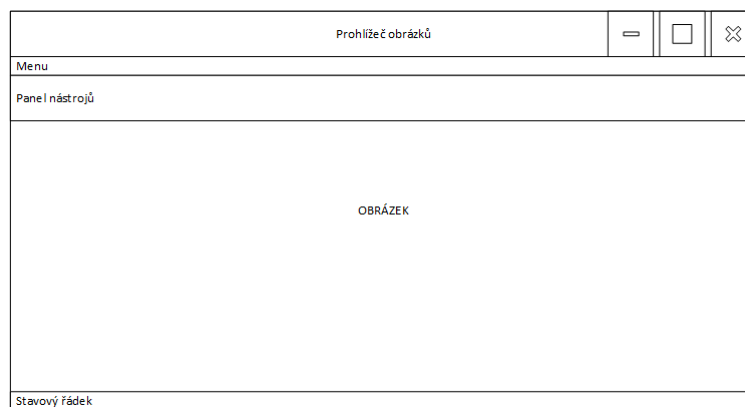 Prohlížeč obrázků
Menu
Panel nástrojů
OBRÁZEK
Stavový řádek